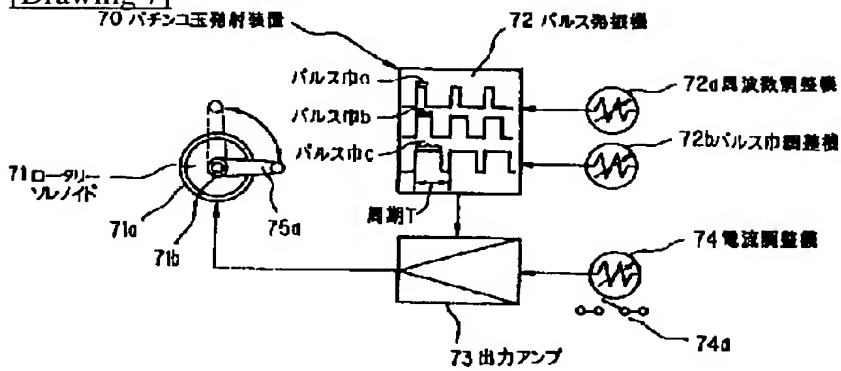 [Drawing 7]
70 パチンコ玉発射装置
72 パルス発振機
パルス巾a
パルス巾b
パルス巾c
周期T
72a周波数調整機
72bパルス巾調整機
71ロータリー
ソレノイド
71a
71b
75a
74電流調整機
74a
73出力アンプ